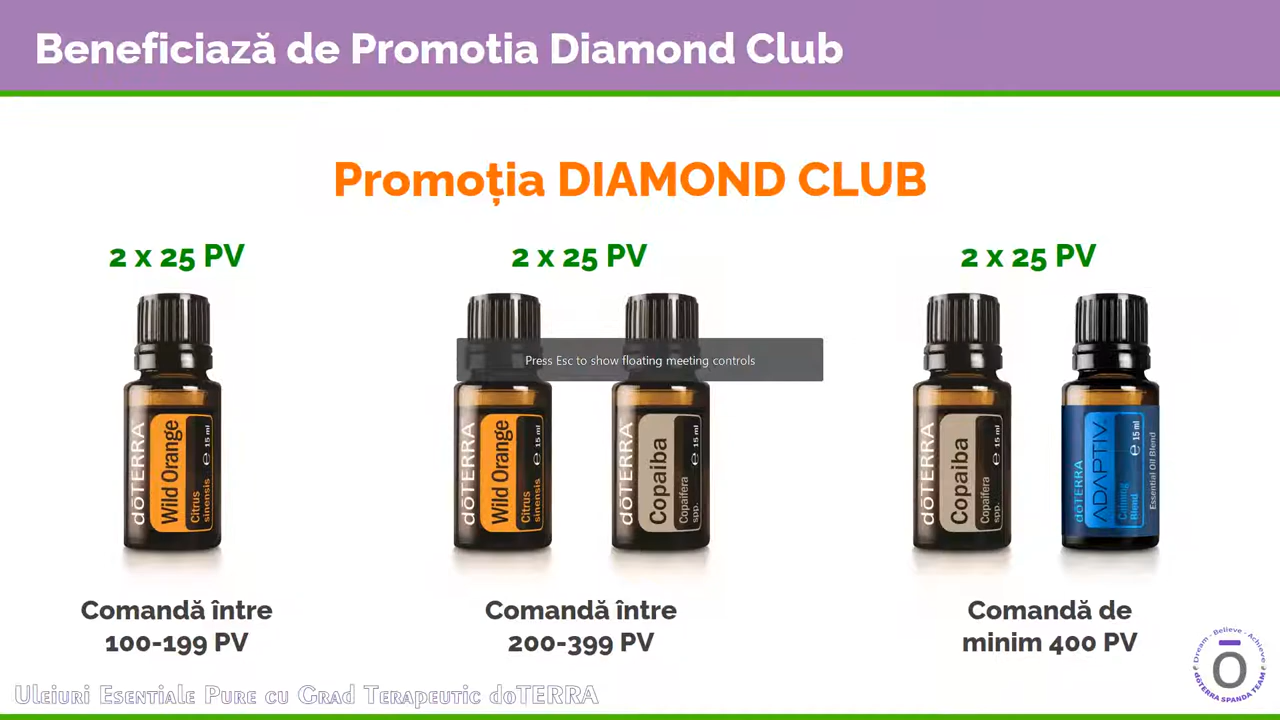 Beneficiază de Promotia Diamond Club
Promoția DIAMOND CLUB
2 x 25 PV
2 x 25 PV
2 x 25 PV
Press Esc to show floating meeting controls
dōTERRA
Wild Orange
Citrus
sinensis
e 15 ml
dōTERRA
Wild Orange
Citrus
sinensis
e 15 ml
dōTERRA
Copaiba
Copaifera
spp.
e 15 ml
dōTERRA
Copaiba
Copaifera
spp.
e 15 ml
dōTERRA
ADAPTIV.
Calming
Blend
e 15 ml
Essential Oil Blend
Comandă între
100-199 PV
Comandă între
200-399 PV
Comandă de
minim 400 PV
Uleiuri Esentiale Pure cu Grad Terapeutic doTERRA
Dream - Believe - Achieve
Ō
dōTERRA SPANDA TEAM